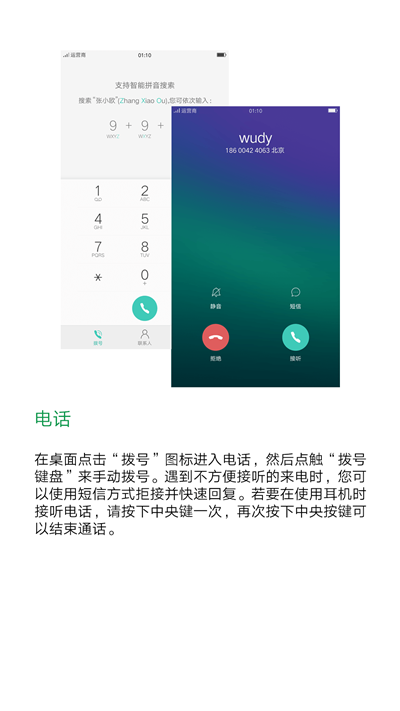 运营商 01:10
支持智能拼音搜索
搜索“张小欧”(Zhang Xiao Ou),您可依次输入：
9 + 9 +
WXYZ WXYZ
运营商 01:10
wudy
186 0042 4063 北京
1 2
ABC
4 5
GHI JKL
7 8
PQRS TUV
* 0
+
静音 短信
拒绝 接听
拨号 联系人
电话
在桌面点击“拨号”图标进入电话，然后点触“拨号
键盘”来手动拨号。遇到不方便接听的来电时，您可
以使用短信方式拒接并快速回复。若要在使用耳机时
接听电话，请按下中央键一次，再次按下中央按键可
以结束通话。